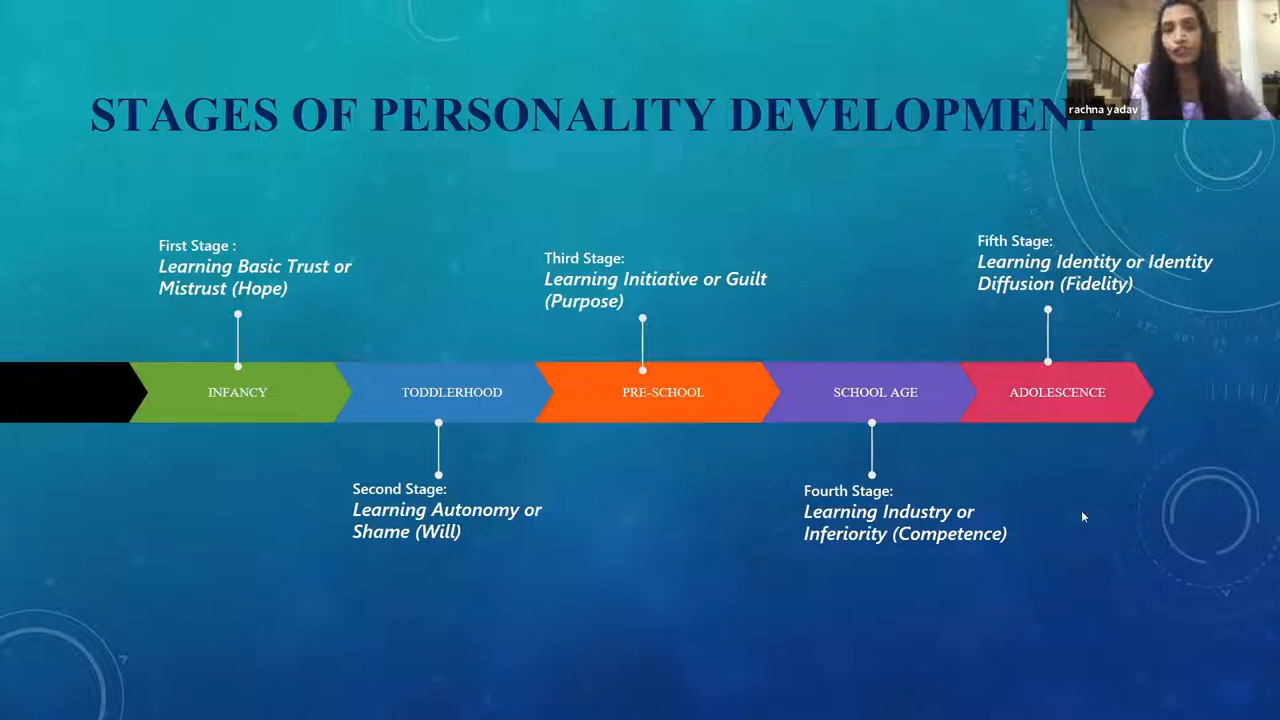 rachna yadav
STAGES OF PERSONALITY DEVELOPMENT
First Stage :
Learning Basic Trust or
Mistrust (Hope)
Third Stage:
Learning Initiative or Guilt
(Purpose)
Fifth Stage:
Learning Identity or Identity
Diffusion (Fidelity)
INFANCY
TODDLERHOOD
PRE-SCHOOL
SCHOOL AGE
ADOLESCENCE
Second Stage:
Learning Autonomy or
Shame (Will)
Fourth Stage:
Learning Industry or
Inferiority (Competence)